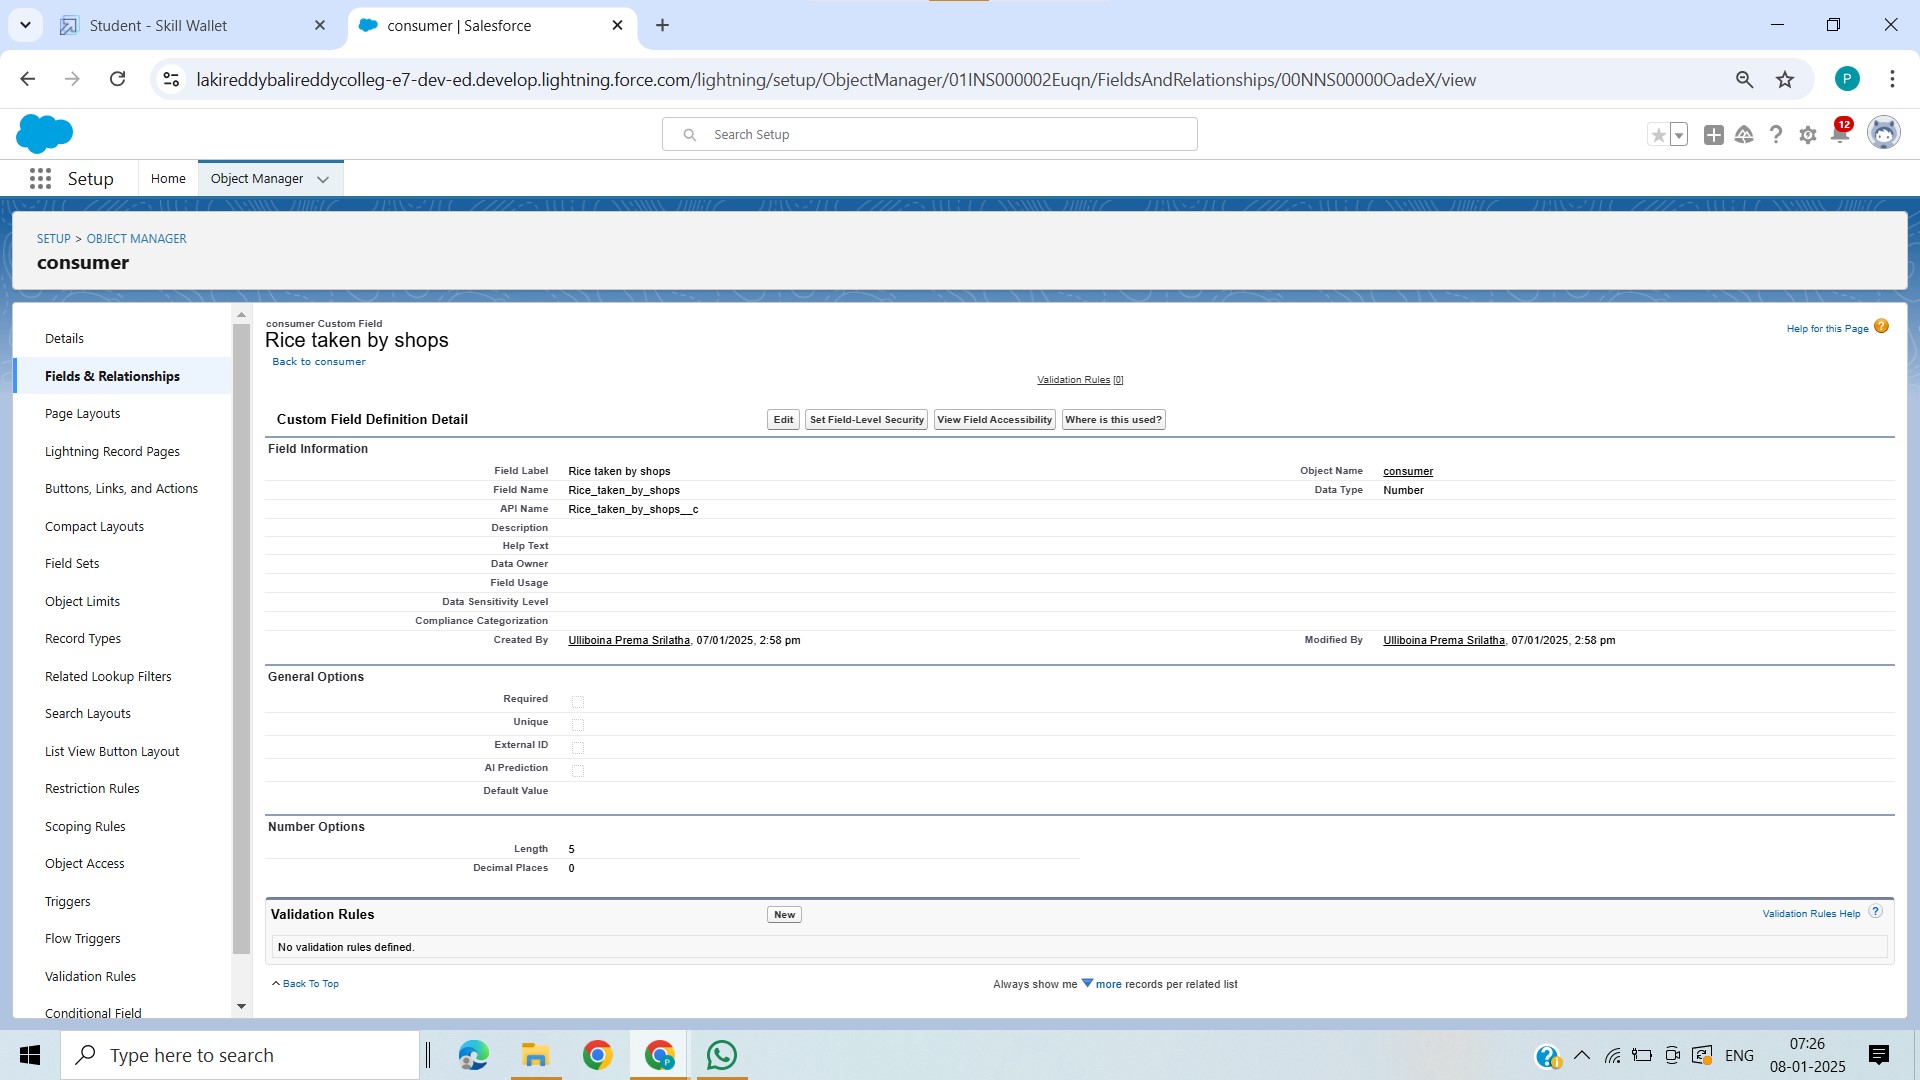 Student - Skill Wallet
consumer | Salesforce
lakireddybalireddycolleg-e7-dev-ed.develop.lightning.force.com/lightning/setup/ObjectManager/01INS000002Euqn/FieldsAndRelationships/00NNS00000OadeX/view
P
Search Setup
12
Setup
Home
Object Manager
SETUP > OBJECT MANAGER
consumer
Details
Fields & Relationships
Page Layouts
Lightning Record Pages
Buttons, Links, and Actions
Compact Layouts
Field Sets
Object Limits
Record Types
Related Lookup Filters
Search Layouts
List View Button Layout
Restriction Rules
Scoping Rules
Object Access
Triggers
Flow Triggers
Validation Rules
Conditional Field
consumer Custom Field
Rice taken by shops
Back to consumer
Help for this Page ?
Validation Rules [0]
Custom Field Definition Detail
Edit Set Field-Level Security View Field Accessibility Where is this used?
Field Information
Field Label Rice taken by shops Object Name consumer
Field Name Rice_taken_by_shops Data Type Number
API Name Rice_taken_by_shops__c
Description
Help Text
Data Owner
Field Usage
Data Sensitivity Level
Compliance Categorization
Created By Ulliboina Prema Srilatha, 07/01/2025, 2:58 pm Modified By Ulliboina Prema Srilatha, 07/01/2025, 2:58 pm
General Options
Required
Unique
External ID
AI Prediction
Default Value
Number Options
Length 5
Decimal Places 0
Validation Rules New Validation Rules Help ?
No validation rules defined.
Back To Top
Always show me more records per related list
Type here to search
P
ENG
07:26
08-01-2025